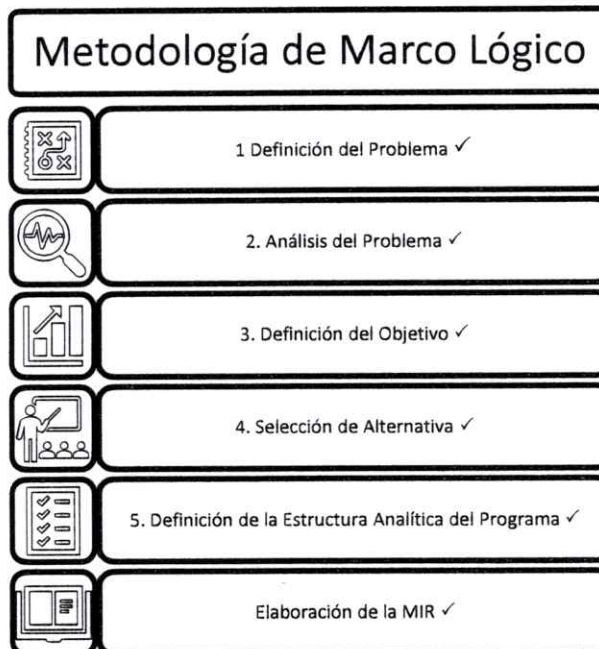 Metodología de Marco Lógico
1 Definición del Problema ✓
2. Análisis del Problema ✓
3. Definición del Objetivo ✓
4. Selección de Alternativa ✓
5. Definición de la Estructura Analítica del Programa ✓
Elaboración de la MIR ✓